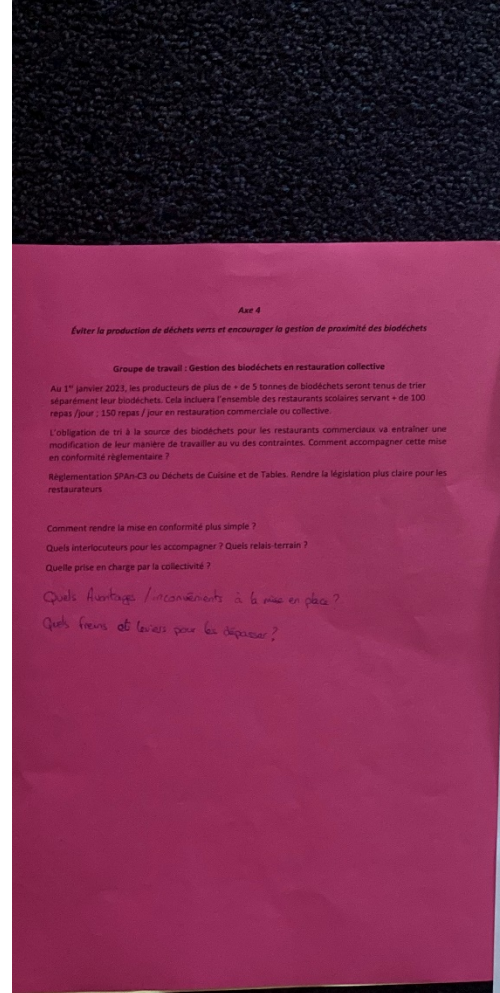 Axe 4
Éviter la production de déchets verts et encourager la gestion de proximité des biodéchets
Groupe de travail : Gestion des biodéchets en restauration collective
Au 1er janvier 2023, les producteurs de plus de + de 5 tonnes de biodéchets seront tenus de trier
séparément leur biodéchets. Cela incluera l'ensemble des restaurants scolaires servant + de 100
repas /jour ; 150 repas / jour en restauration commerciale ou collective.
L'obligation de tri à la source des biodéchets pour les restaurants commerciaux va entraîner une
modification de leur manière de travailler au vu des contraintes. Comment accompagner cette mise
en conformité règlementaire ?
Règlementation SPAn-C3 ou Déchets de Cuisine et de Tables. Rendre la législation plus claire pour les
restaurateurs
Comment rendre la mise en conformité plus simple ?
Quels interlocuteurs pour les accompagner ? Quels relais-terrain ?
Quelle prise en charge par la collectivité ?
Quels Avantages / inconvénients à la mise en place ?
Quels freins et leviers pour les dépasser ?